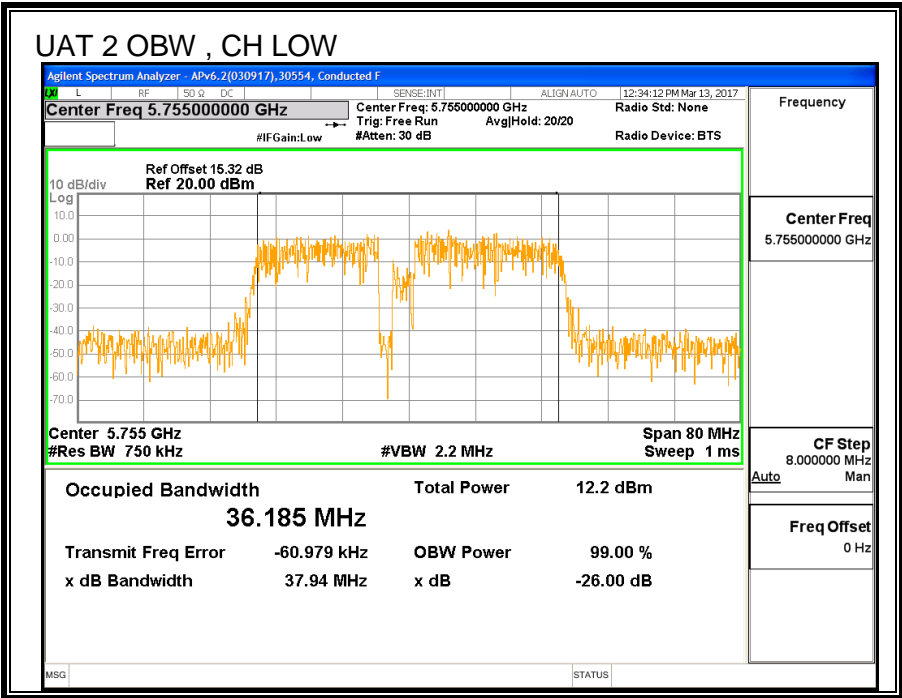 UAT 2 OBW , CH LOW
Agilent Spectrum Analyzer - APv6.2(030917),30554, Conducted F
LXI L RF 50 Ω DC SENSE:INT ALIGN AUTO 12:34:12 PM Mar 13, 2017
Center Freq 5.755000000 GHz
Center Freq: 5.755000000 GHz Radio Std: None
Trig: Free Run Avg|Hold: 20/20
#IFGain:Low #Atten: 30 dB Radio Device: BTS
Frequency
Ref Offset 15.32 dB
10 dB/div Ref 20.00 dBm
Log
10.0
0.00
-10.0
-20.0
-30.0
-40.0
-50.0
-60.0
-70.0
Center 5.755 GHz Span 80 MHz
#Res BW 750 kHz #VBW 2.2 MHz Sweep 1 ms
Center Freq
5.755000000 GHz
CF Step
8.000000 MHz
Auto Man
Freq Offset
0 Hz
Occupied Bandwidth Total Power 12.2 dBm
36.185 MHz
Transmit Freq Error -60.979 kHz OBW Power 99.00 %
x dB Bandwidth 37.94 MHz x dB -26.00 dB
MSG STATUS